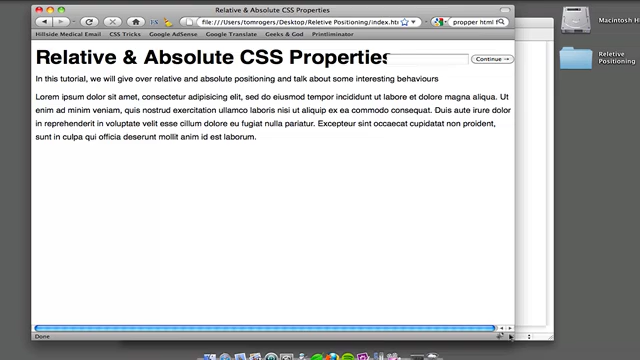 Relative & Absolute CSS Properties
file:///Users/tomrogers/Desktop/Reletive Positioning/index.ht
propper html f
Hillside Medical Email CSS Tricks Google AdSense Google Translate Geeks & God Printliminator
Macintosh H
Reletive
Positioning
Relative & Absolute CSS Properties
Continue →
In this tutorial, we will give over relative and absolute positioning and talk about some interesting behaviours
Lorem ipsum dolor sit amet, consectetur adipisicing elit, sed do eiusmod tempor incididunt ut labore et dolore magna aliqua. Ut
enim ad minim veniam, quis nostrud exercitation ullamco laboris nisi ut aliquip ex ea commodo consequat. Duis aute irure dolor
in reprehenderit in voluptate velit esse cillum dolore eu fugiat nulla pariatur. Excepteur sint occaecat cupidatat non proident,
sunt in culpa qui officia deserunt mollit anim id est laborum.
Done